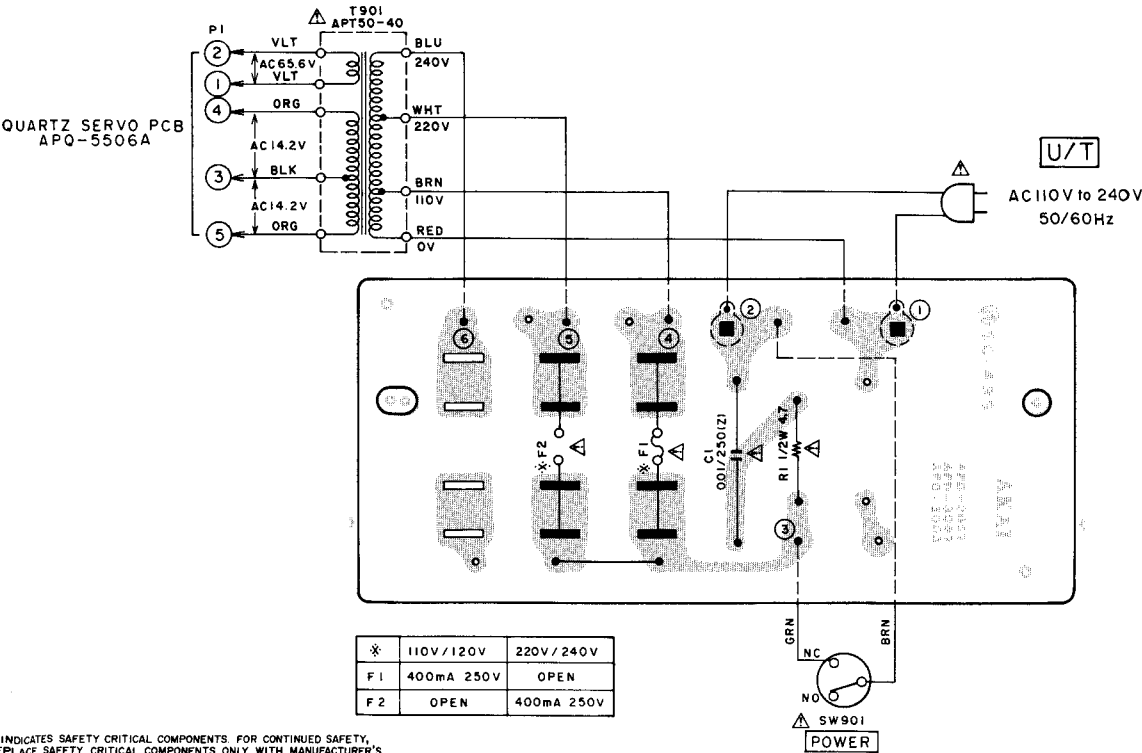 T901
APT50-40
P1
2
VLT
BLU
240V
AC65.6V
1
VLT
4
ORG
WHT
220V
QUARTZ SERVO PCB
APQ-5506A
AC14.2V
3
BLK
BRN
110V
AC14.2V
5
ORG
RED
0V
U/T
AC110V to 240V
50/60Hz
6
5
4
2
1
※F2
※F1
C1
0.01/250(Z)
R1 1/2W 4.7
3
AKAI
GRN
BRN
NC
NO
SW901
POWER
※ 110V/120V 220V/240V
F1 400mA 250V OPEN
F2 OPEN 400mA 250V
INDICATES SAFETY CRITICAL COMPONENTS. FOR CONTINUED SAFETY,
REPLACE SAFETY CRITICAL COMPONENTS ONLY WITH MANUFACTURER'S